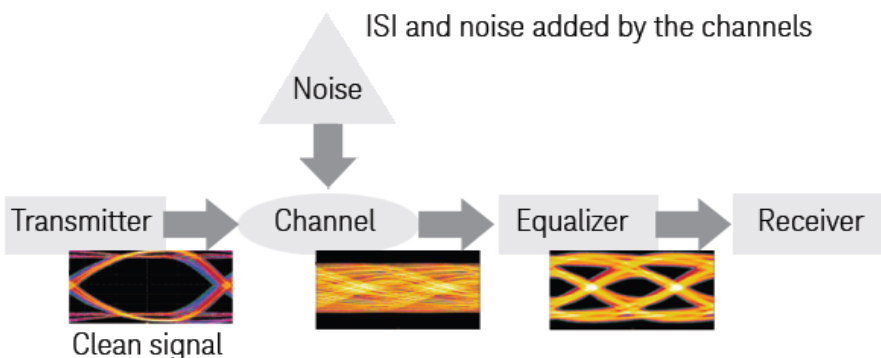 ISI and noise added by the channels
Noise
Transmitter
Channel
Equalizer
Receiver
Clean signal